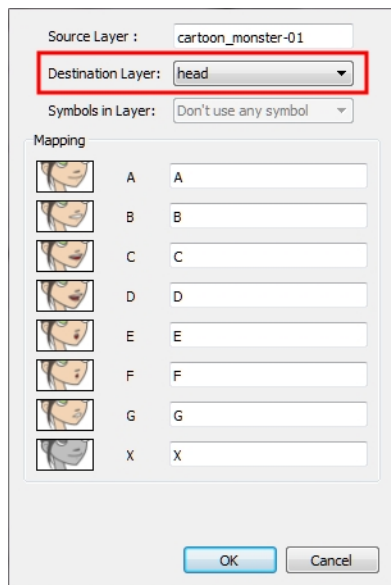 Source Layer : cartoon_monster-01
Destination Layer: head
Symbols in Layer: Don't use any symbol
Mapping
A A
B B
C C
D D
E E
F F
G G
X X
OK Cancel